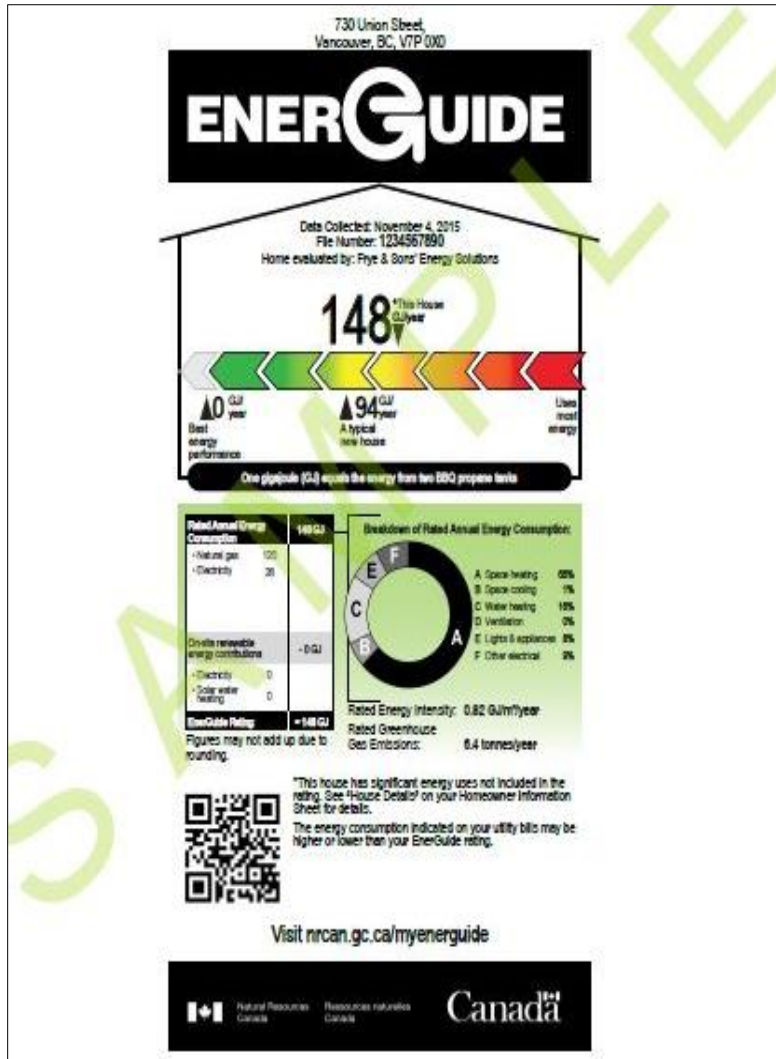 730 Union Street,
Vancouver, BC, V7P 0X0
ENERGUIDE
Data Collected: November 4, 2015
File Number: 1234567890
Home evaluated by: Frye & Sons' Energy Solutions
148
*This House
GJ/year
0 GJ/
year
Best
energy
performance
94 GJ/
year
A typical
new house
Uses
most
energy
One gigajoule (GJ) equals the energy from two BBQ propane tanks
Rated Annual Energy
Consumption
148 GJ
• Natural gas
• Electricity
On-site renewable
energy contributions
- 0 GJ
• Electricity 0
• Solar water
heating 0
EnerGuide Rating:
= 148 GJ
Figures may not add up due to
rounding.
Breakdown of Rated Annual Energy Consumption:
F
E
C
B
A
A Space heating
B Space cooling 1%
C Water heating
D Ventilation 0%
E Lights & appliances
F Other electrical 9%
Rated Energy Intensity: 0.82 GJ/m²/year
Rated Greenhouse
Gas Emissions: 6.4 tonnes/year
*This house has significant energy uses not included in the
rating. See "House Details" on your Homeowner Information
Sheet for details.
The energy consumption indicated on your utility bills may be
higher or lower than your EnerGuide rating.
Visit nrcan.gc.ca/myenerguide
Natural Resources
Canada
Ressources naturelles
Canada
Canada
SAMPLE